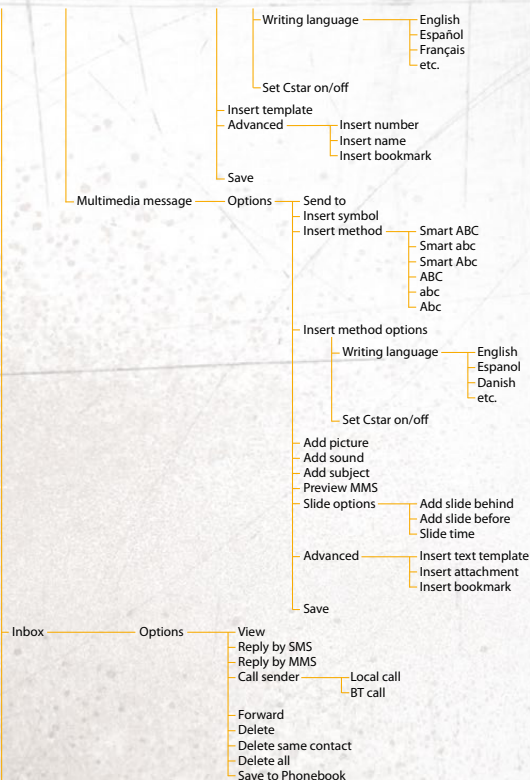 Writing language English
Español
Français
etc.
Set Cstar on/off
Insert template
Advanced Insert number
Insert name
Insert bookmark
Save
Multimedia message Options Send to
Insert symbol
Insert method Smart ABC
Smart abc
Smart Abc
ABC
abc
Abc
Insert method options
Writing language English
Espanol
Danish
etc.
Set Cstar on/off
Add picture
Add sound
Add subject
Preview MMS
Slide options Add slide behind
Add slide before
Slide time
Advanced Insert text template
Insert attachment
Insert bookmark
Save
Inbox Options View
Reply by SMS
Reply by MMS
Call sender Local call
BT call
Forward
Delete
Delete same contact
Delete all
Save to Phonebook